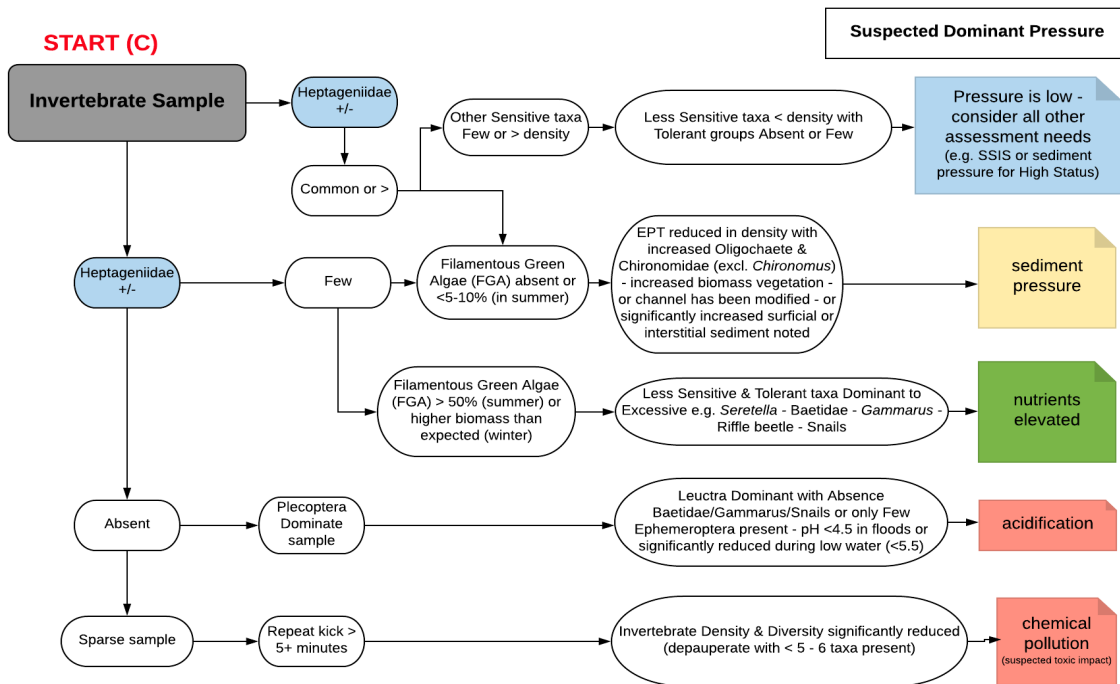 Suspected Dominant Pressure
START (C)
Invertebrate Sample
Heptageniidae
+/-
Common or >
Other Sensitive taxa
Few or > density
Less Sensitive taxa < density with
Tolerant groups Absent or Few
Pressure is low -
consider all other
assessment needs
(e.g. SSIS or sediment
pressure for High Status)
Heptageniidae
+/-
Few
Filamentous Green
Algae (FGA) absent or
<5-10% (in summer)
EPT reduced in density with
increased Oligochaete &
Chironomidae (excl. Chironomus)
- increased biomass vegetation -
or channel has been modified - or
significantly increased surficial or
interstitial sediment noted
sediment
pressure
Filamentous Green Algae
(FGA) > 50% (summer) or
higher biomass than
expected (winter)
Less Sensitive & Tolerant taxa Dominant to
Excessive e.g. Seretella - Baetidae - Gammarus -
Riffle beetle - Snails
nutrients
elevated
Absent
Plecoptera
Dominate
sample
Leuctra Dominant with Absence
Baetidae/Gammarus/Snails or only Few
Ephemeroptera present - pH <4.5 in floods or
significantly reduced during low water (<5.5)
acidification
Sparse sample
Repeat kick >
5+ minutes
Invertebrate Density & Diversity significantly reduced
(depauperate with < 5 - 6 taxa present)
chemical
pollution
(suspected toxic impact)